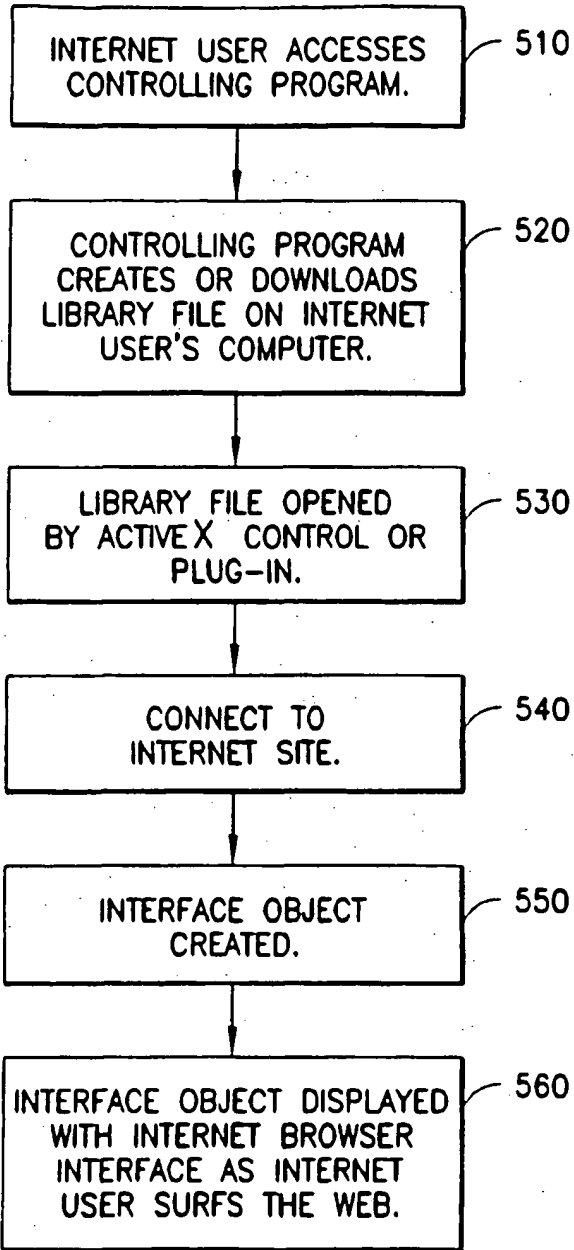 INTERNET USER ACCESSES
CONTROLLING PROGRAM.
510
CONTROLLING PROGRAM
CREATES OR DOWNLOADS
LIBRARY FILE ON INTERNET
USER'S COMPUTER.
520
LIBRARY FILE OPENED
BY ACTIVE X CONTROL OR
PLUG-IN.
530
CONNECT TO
INTERNET SITE.
540
INTERFACE OBJECT
CREATED.
550
INTERFACE OBJECT DISPLAYED
WITH INTERNET BROWSER
INTERFACE AS INTERNET
USER SURFS THE WEB.
560